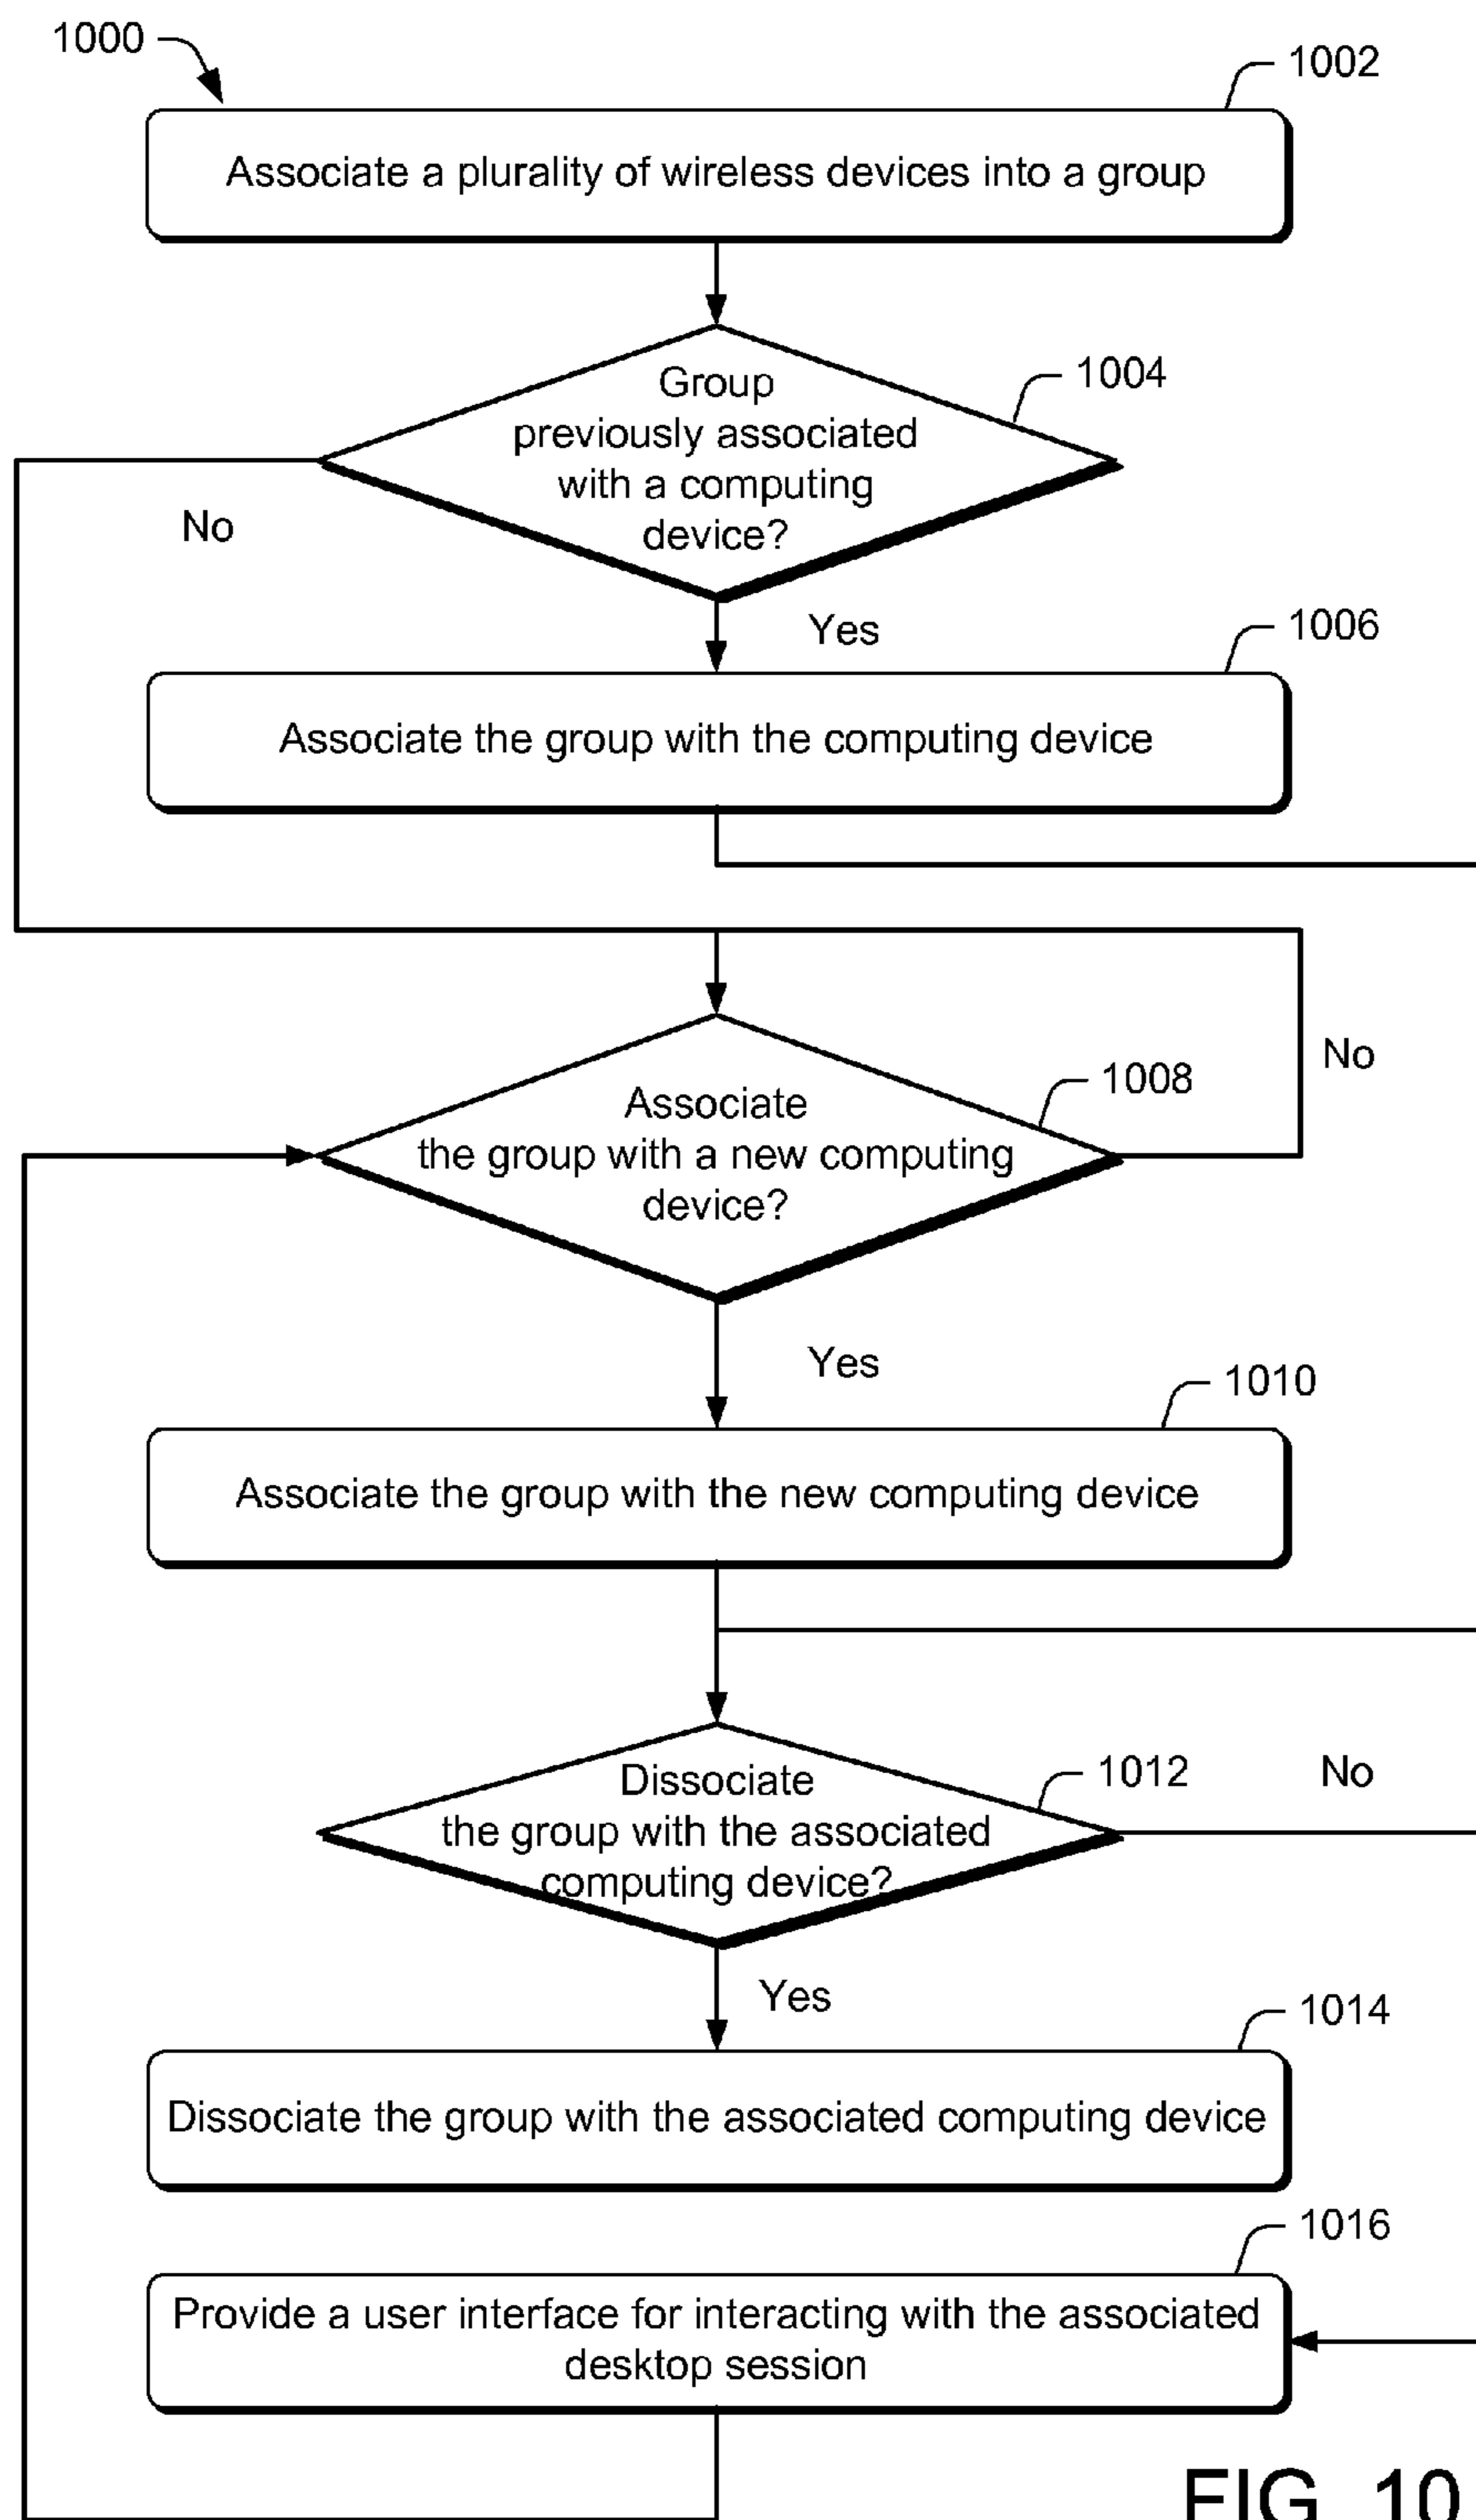 1000
1002
Associate a plurality of wireless devices into a group
1004
Group
previously associated
with a computing
device?
No
Yes
1006
Associate the group with the computing device
No
1008
Associate
the group with a new computing
device?
Yes
1010
Associate the group with the new computing device
1012
No
Dissociate
the group with the associated
computing device?
Yes
1014
Dissociate the group with the associated computing device
1016
Provide a user interface for interacting with the associated
desktop session
FIG. 10